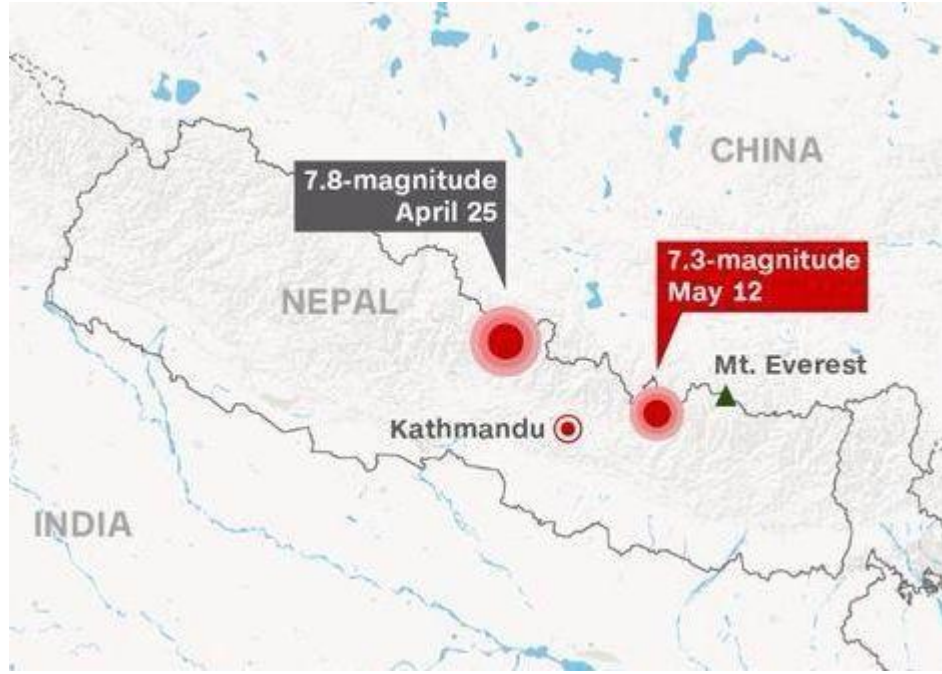 CHINA
7.8-magnitude
April 25
7.3-magnitude
May 12
NEPAL
Mt. Everest
Kathmandu
INDIA